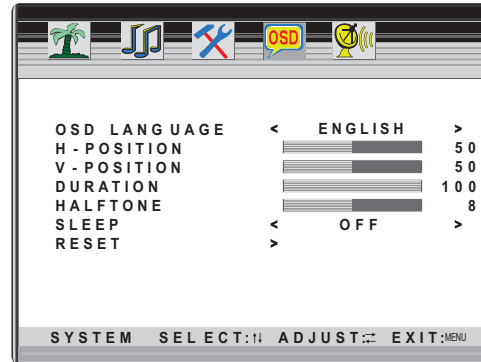 OSD
OSD LANGUAGE < ENGLISH >
H-POSITION 50
V-POSITION 50
DURATION 100
HALFTONE 8
SLEEP < OFF >
RESET >
SYSTEM SELECT:↑↓ ADJUST:⇄ EXIT:MENU